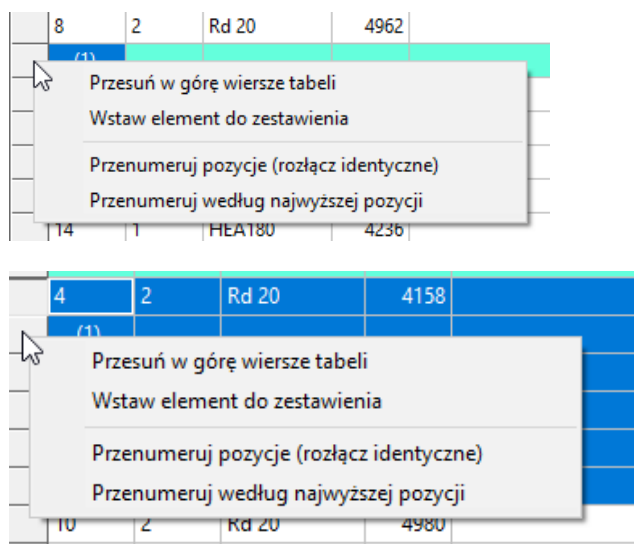 8 2 Rd 20 4962
(1)
Przesuń w górę wiersze tabeli
Wstaw element do zestawienia
Przenumeruj pozycje (rozłącz identyczne)
Przenumeruj według najwyższej pozycji
14 1 HEA180 4236
4 2 Rd 20 4158
(1)
Przesuń w górę wiersze tabeli
Wstaw element do zestawienia
Przenumeruj pozycje (rozłącz identyczne)
Przenumeruj według najwyższej pozycji
10 2 Rd 20 4980